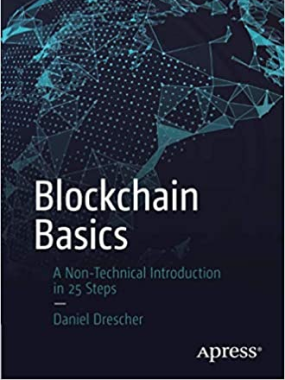 Blockchain
Basics
A Non-Technical Introduction
in 25 Steps
Daniel Drescher
Apress®